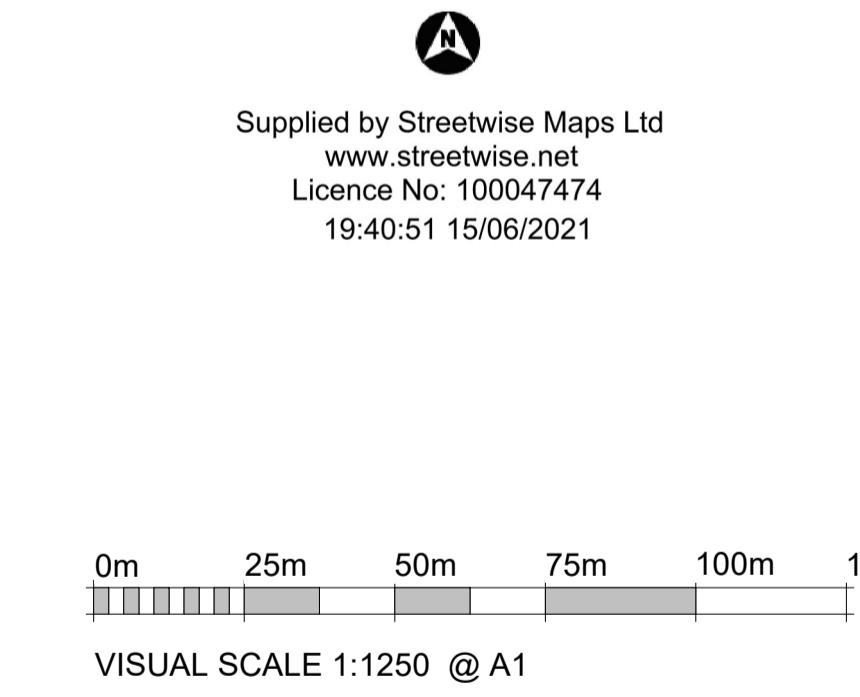 N
Supplied by Streetwise Maps Ltd
www.streetwise.net
Licence No: 100047474
19:40:51 15/06/2021
0m 25m 50m 75m 100m 1
VISUAL SCALE 1:1250 @ A1